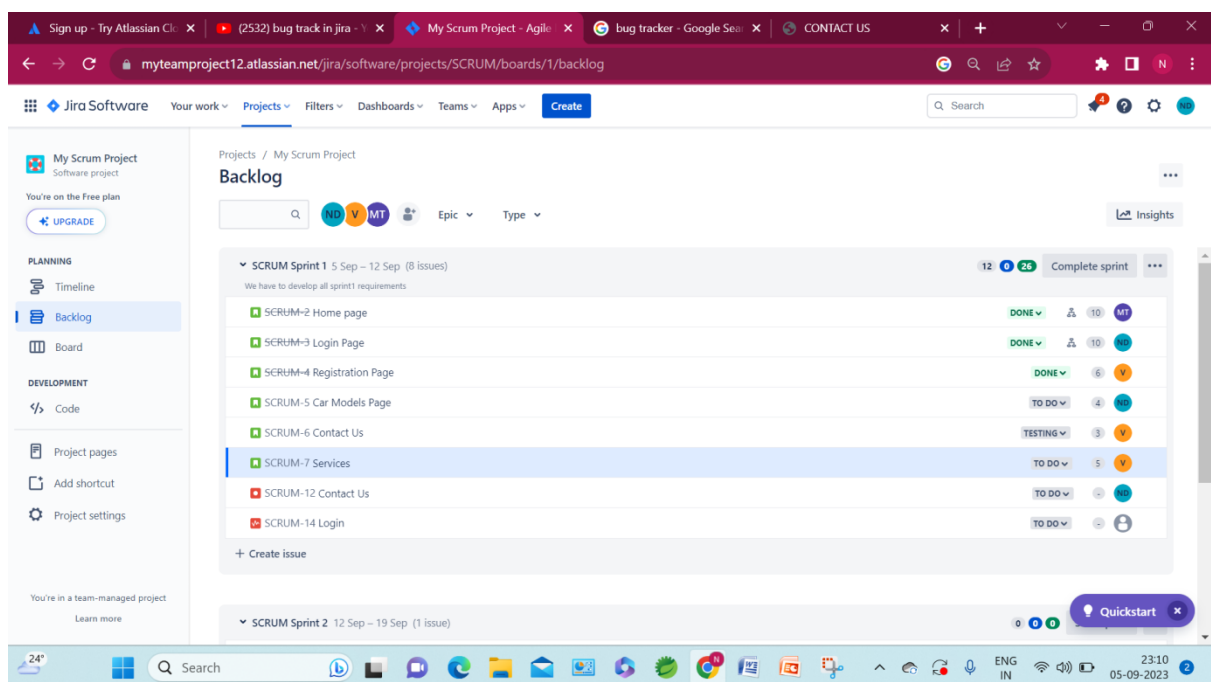 Sign up - Try Atlassian Clo
(2532) bug track in jira - Y
My Scrum Project - Agile
bug tracker - Google Sea
CONTACT US
myteamproject12.atlassian.net/jira/software/projects/SCRUM/boards/1/backlog
N
Jira Software Your work Projects Filters Dashboards Teams Apps Create Search 4 ND
My Scrum Project
Software project
You're on the Free plan
UPGRADE
PLANNING
Timeline
Backlog
Board
DEVELOPMENT
Code
Project pages
Add shortcut
Project settings
You're in a team-managed project
Learn more
Projects / My Scrum Project
Backlog
ND V MT Epic Type Insights
SCRUM Sprint 1 5 Sep – 12 Sep (8 issues) 12 0 26 Complete sprint
We have to develop all sprint1 requirements
SCRUM-2 Home page DONE 10 MT
SCRUM-3 Login Page DONE 10 ND
SCRUM-4 Registration Page DONE 6 V
SCRUM-5 Car Models Page TO DO 4 ND
SCRUM-6 Contact Us TESTING 3 V
SCRUM-7 Services TO DO 5 V
SCRUM-12 Contact Us TO DO - ND
SCRUM-14 Login TO DO -
+ Create issue
SCRUM Sprint 2 12 Sep – 19 Sep (1 issue) 0 0 0
Quickstart
24°
Search
ENG
IN
23:10
05-09-2023
2